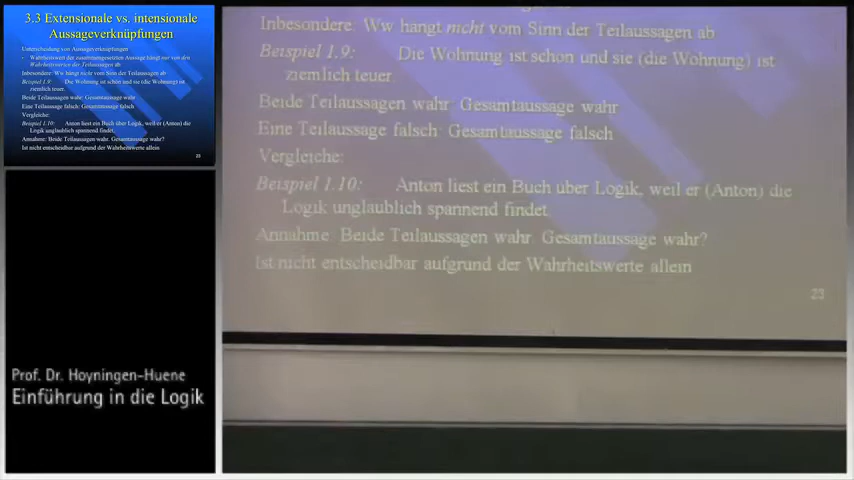 3.3 Extensionale vs. intensionale
Aussageverknüpfungen
Unterscheidung von Aussageverknüpfungen
- Wahrheitswert der zusammengesetzten Aussage hängt nur von den
Wahrheitswerten der Teilaussagen ab.
Inbesondere: Ww hängt nicht vom Sinn der Teilaussagen ab
Beispiel 1.9: Die Wohnung ist schön und sie (die Wohnung) ist
ziemlich teuer.
Beide Teilaussagen wahr: Gesamtaussage wahr
Eine Teilaussage falsch: Gesamtaussage falsch
Vergleiche:
Beispiel 1.10: Anton liest ein Buch über Logik, weil er (Anton) die
Logik unglaublich spannend findet.
Annahme: Beide Teilaussagen wahr. Gesamtaussage wahr?
Ist nicht entscheidbar aufgrund der Wahrheitswerte allein
23
Prof. Dr. Hoyningen-Huene
Einführung in die Logik
Inbesondere: Ww hängt nicht vom Sinn der Teilaussagen ab
Beispiel 1.9: Die Wohnung ist schön und sie (die Wohnung) ist
ziemlich teuer.
Beide Teilaussagen wahr: Gesamtaussage wahr
Eine Teilaussage falsch: Gesamtaussage falsch
Vergleiche:
Beispiel 1.10: Anton liest ein Buch über Logik, weil er (Anton) die
Logik unglaublich spannend findet.
Annahme: Beide Teilaussagen wahr. Gesamtaussage wahr?
Ist nicht entscheidbar aufgrund der Wahrheitswerte allein
23